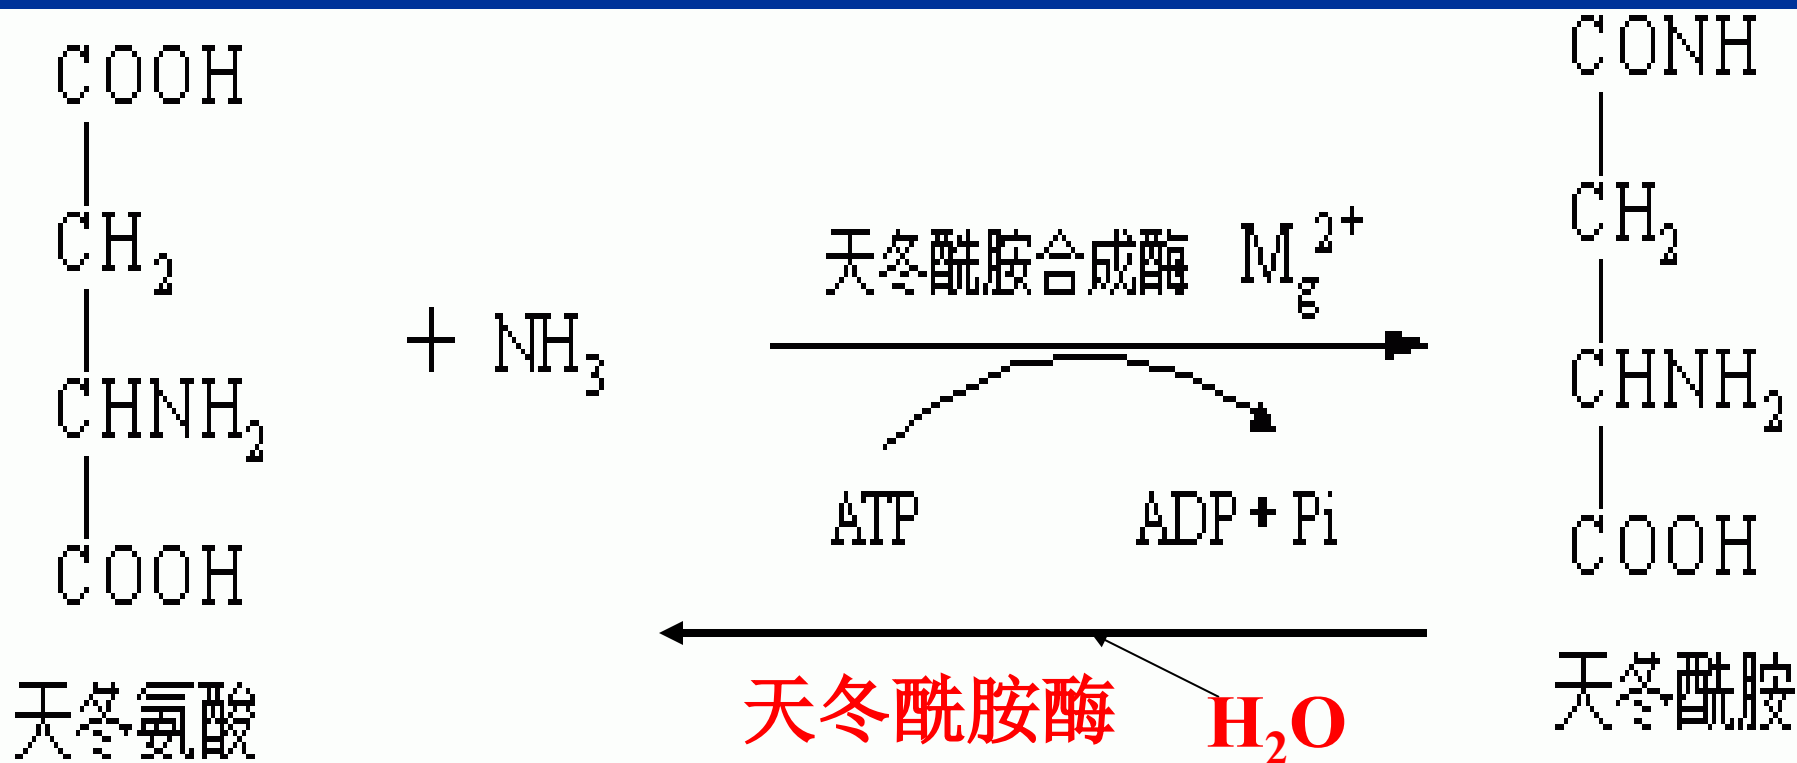 COOH
CH₂
CHNH₂
COOH
天冬氨酸
+ NH₃
天冬酰胺合成酶 Mg²⁺
ATP
ADP + Pi
天冬酰胺酶
H₂O
CONH
CH₂
CHNH₂
COOH
天冬酰胺